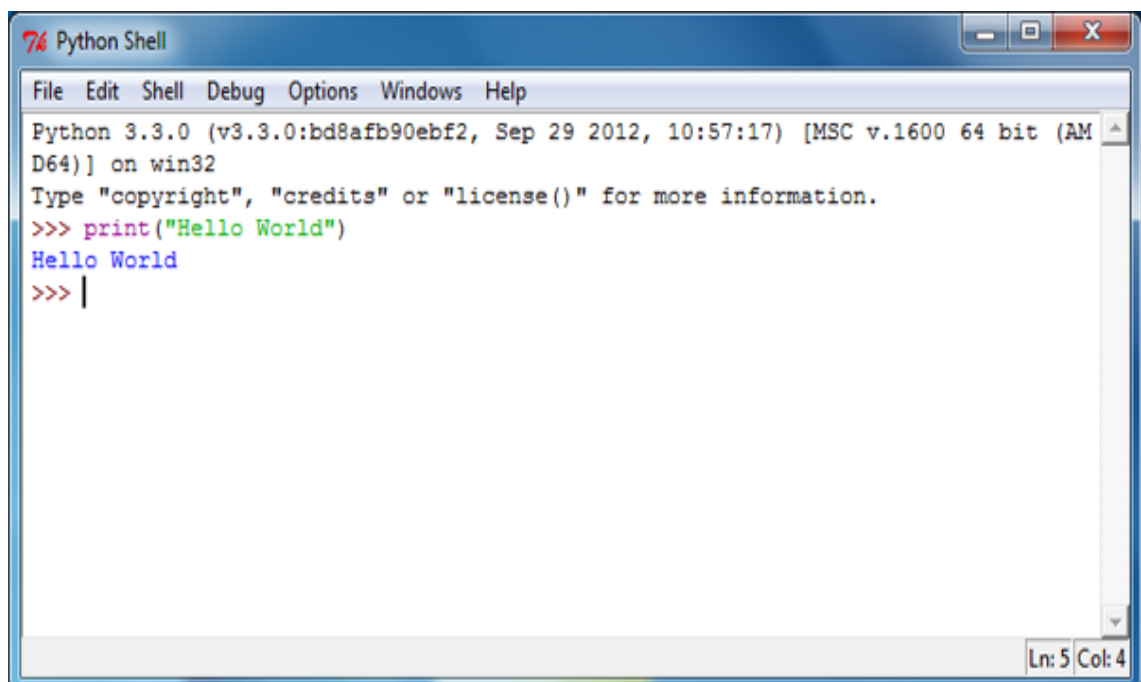 Python Shell
File Edit Shell Debug Options Windows Help
Python 3.3.0 (v3.3.0:bd8afb90ebf2, Sep 29 2012, 10:57:17) [MSC v.1600 64 bit (AM
D64)] on win32
Type "copyright", "credits" or "license()" for more information.
>>> print("Hello World")
Hello World
>>>
Ln: 5 Col: 4